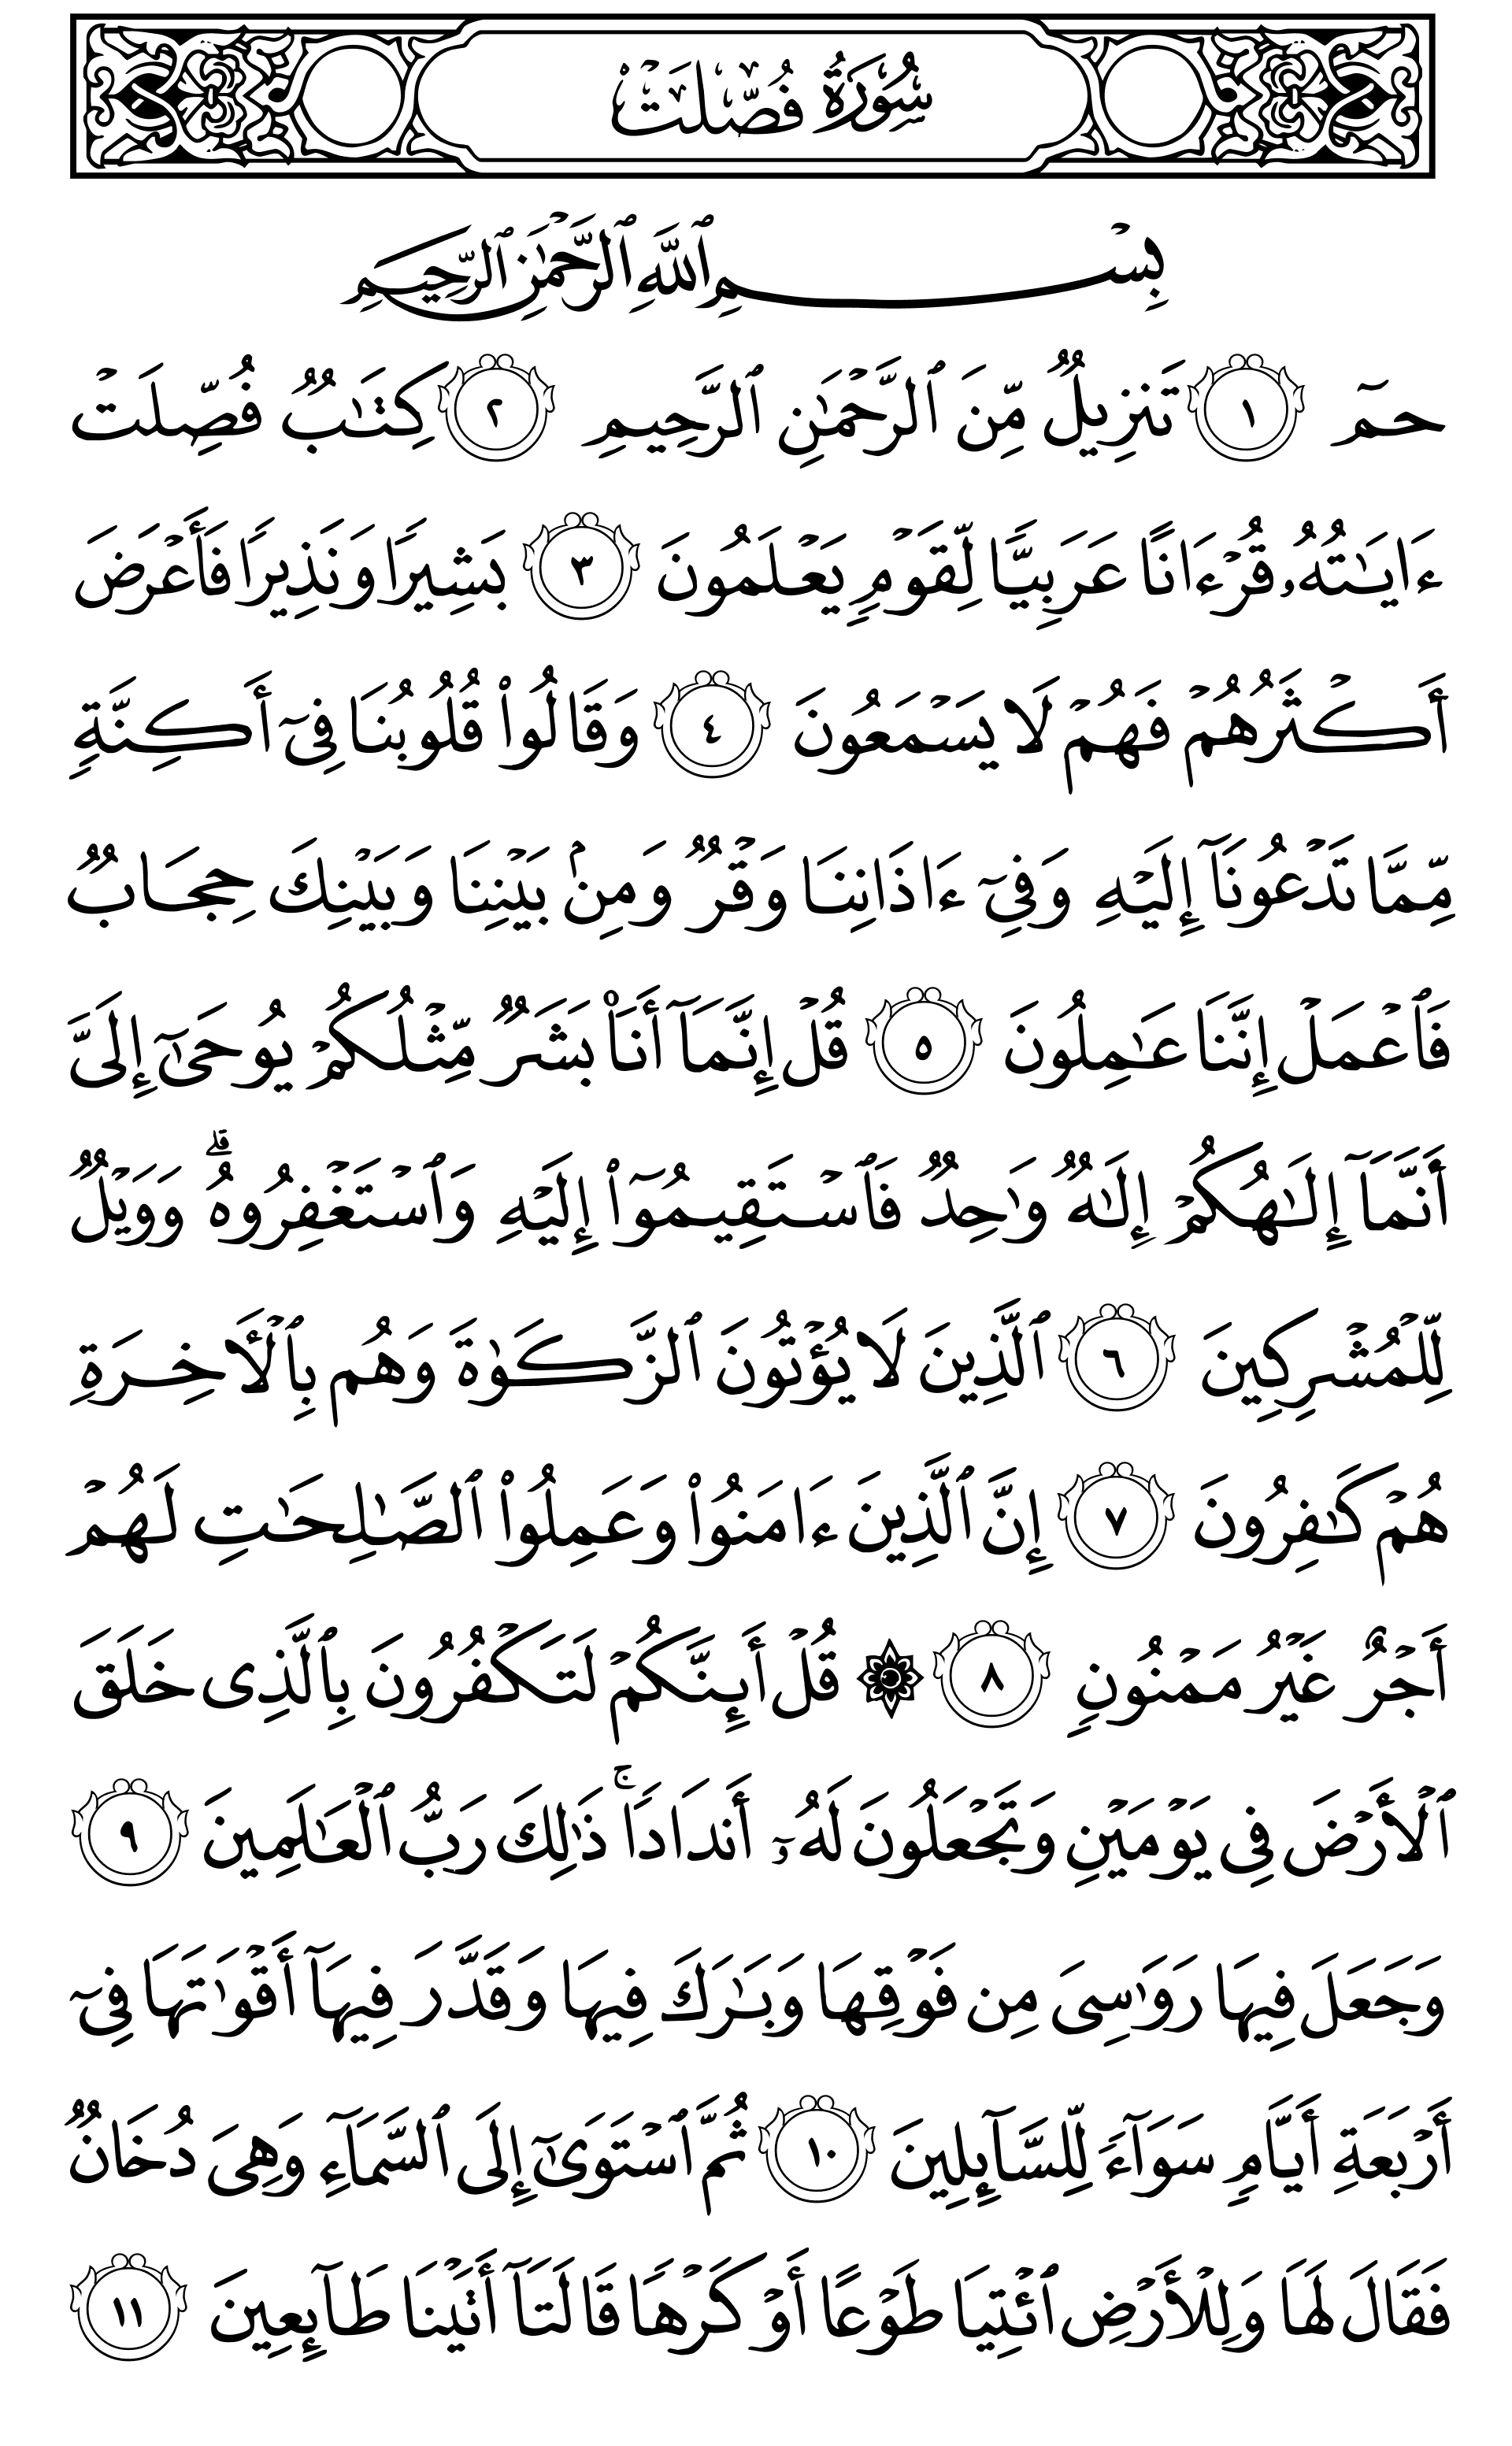 سُورَةُ فُصِّلَتْ
بِسْمِ ٱللَّهِ ٱلرَّحْمَٰنِ ٱلرَّحِيمِ
حمٓ ١ تَنزِيلٌ مِّنَ ٱلرَّحْمَٰنِ ٱلرَّحِيمِ ٢ كِتَٰبٌ فُصِّلَتْ
ءَايَٰتُهُۥ قُرْءَانًا عَرَبِيًّا لِّقَوْمٍ يَعْلَمُونَ ٣ بَشِيرًا وَنَذِيرًا فَأَعْرَضَ
أَكْثَرُهُمْ فَهُمْ لَا يَسْمَعُونَ ٤ وَقَالُوا۟ قُلُوبُنَا فِىٓ أَكِنَّةٍ
مِّمَّا تَدْعُونَآ إِلَيْهِ وَفِىٓ ءَاذَانِنَا وَقْرٌ وَمِنۢ بَيْنِنَا وَبَيْنِكَ حِجَابٌ
فَٱعْمَلْ إِنَّنَا عَٰمِلُونَ ٥ قُلْ إِنَّمَآ أَنَا۠ بَشَرٌ مِّثْلُكُمْ يُوحَىٰٓ إِلَىَّ
أَنَّمَآ إِلَٰهُكُمْ إِلَٰهٌ وَٰحِدٌ فَٱسْتَقِيمُوٓا۟ إِلَيْهِ وَٱسْتَغْفِرُوهُ ۗ وَوَيْلٌ
لِّلْمُشْرِكِينَ ٦ ٱلَّذِينَ لَا يُؤْتُونَ ٱلزَّكَوٰةَ وَهُم بِٱلْأَخِرَةِ
هُمْ كَٰفِرُونَ ٧ إِنَّ ٱلَّذِينَ ءَامَنُوا۟ وَعَمِلُوا۟ ٱلصَّٰلِحَٰتِ لَهُمْ
أَجْرٌ غَيْرُ مَمْنُونٍ ٨ ۞ قُلْ أَئِنَّكُمْ لَتَكْفُرُونَ بِٱلَّذِى خَلَقَ
ٱلْأَرْضَ فِى يَوْمَيْنِ وَتَجْعَلُونَ لَهُۥٓ أَندَادًا ۚ ذَٰلِكَ رَبُّ ٱلْعَٰلَمِينَ ٩
وَجَعَلَ فِيهَا رَوَٰسِىَ مِن فَوْقِهَا وَبَٰرَكَ فِيهَا وَقَدَّرَ فِيهَآ أَقْوَٰتَهَا فِىٓ
أَرْبَعَةِ أَيَّامٍ سَوَآءً لِّلسَّآئِلِينَ ١٠ ثُمَّ ٱسْتَوَىٰٓ إِلَى ٱلسَّمَآءِ وَهِىَ دُخَانٌ
فَقَالَ لَهَا وَلِلْأَرْضِ ٱئْتِيَا طَوْعًا أَوْ كَرْهًا قَالَتَآ أَتَيْنَا طَآئِعِينَ ١١